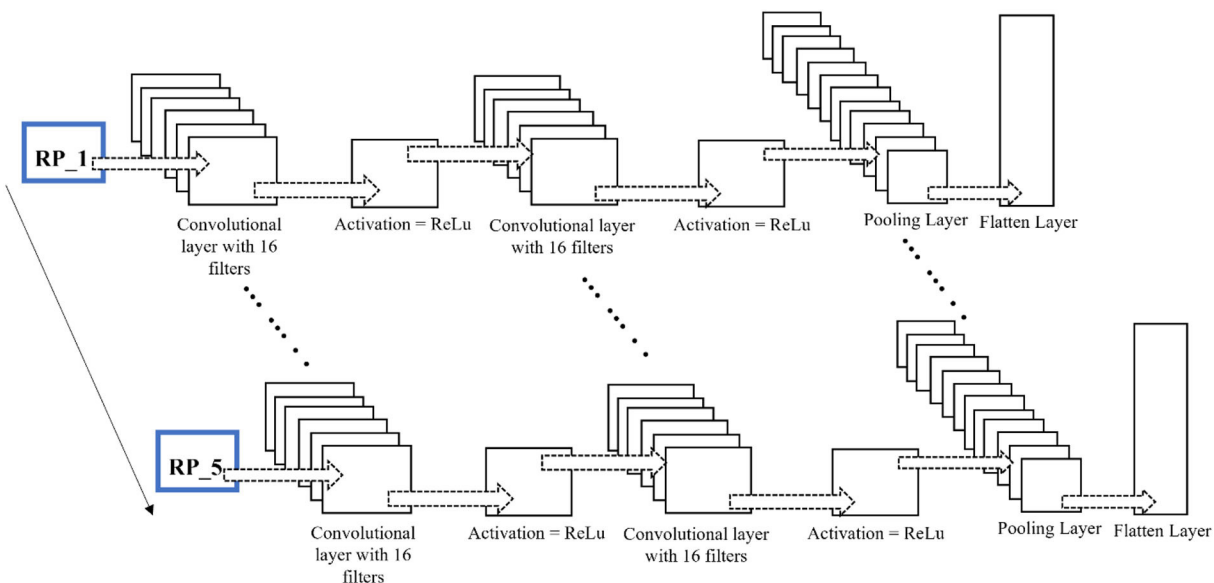 RP_1
Convolutional
layer with 16
filters
Activation = ReLu
Convolutional layer
with 16 filters
Activation = ReLu
Pooling Layer
Flatten Layer
RP_5
Convolutional
layer with 16
filters
Activation = ReLu
Convolutional layer
with 16 filters
Activation = ReLu
Pooling Layer
Flatten Layer